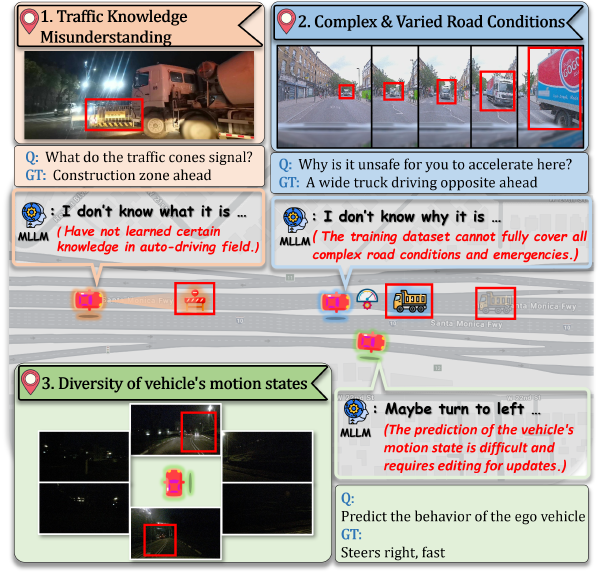 1. Traffic Knowledge
Misunderstanding
2. Complex & Varied Road Conditions
Q: What do the traffic cones signal?
GT: Construction zone ahead
Q: Why is it unsafe for you to accelerate here?
GT: A wide truck driving opposite ahead
MLLM
: I don't know what it is ...
( Have not learned certain
knowledge in auto-driving field.)
MLLM
: I don't know why it is ...
( The training dataset cannot fully cover all
complex road conditions and emergencies.)
Santa Monica Fwy
Santa Monica Fwy
3. Diversity of vehicle's motion states
MLLM
: Maybe turn to left ...
(The prediction of the vehicle's
motion state is difficult and
requires editing for updates.)
Q:
Predict the behavior of the ego vehicle
GT:
Steers right, fast